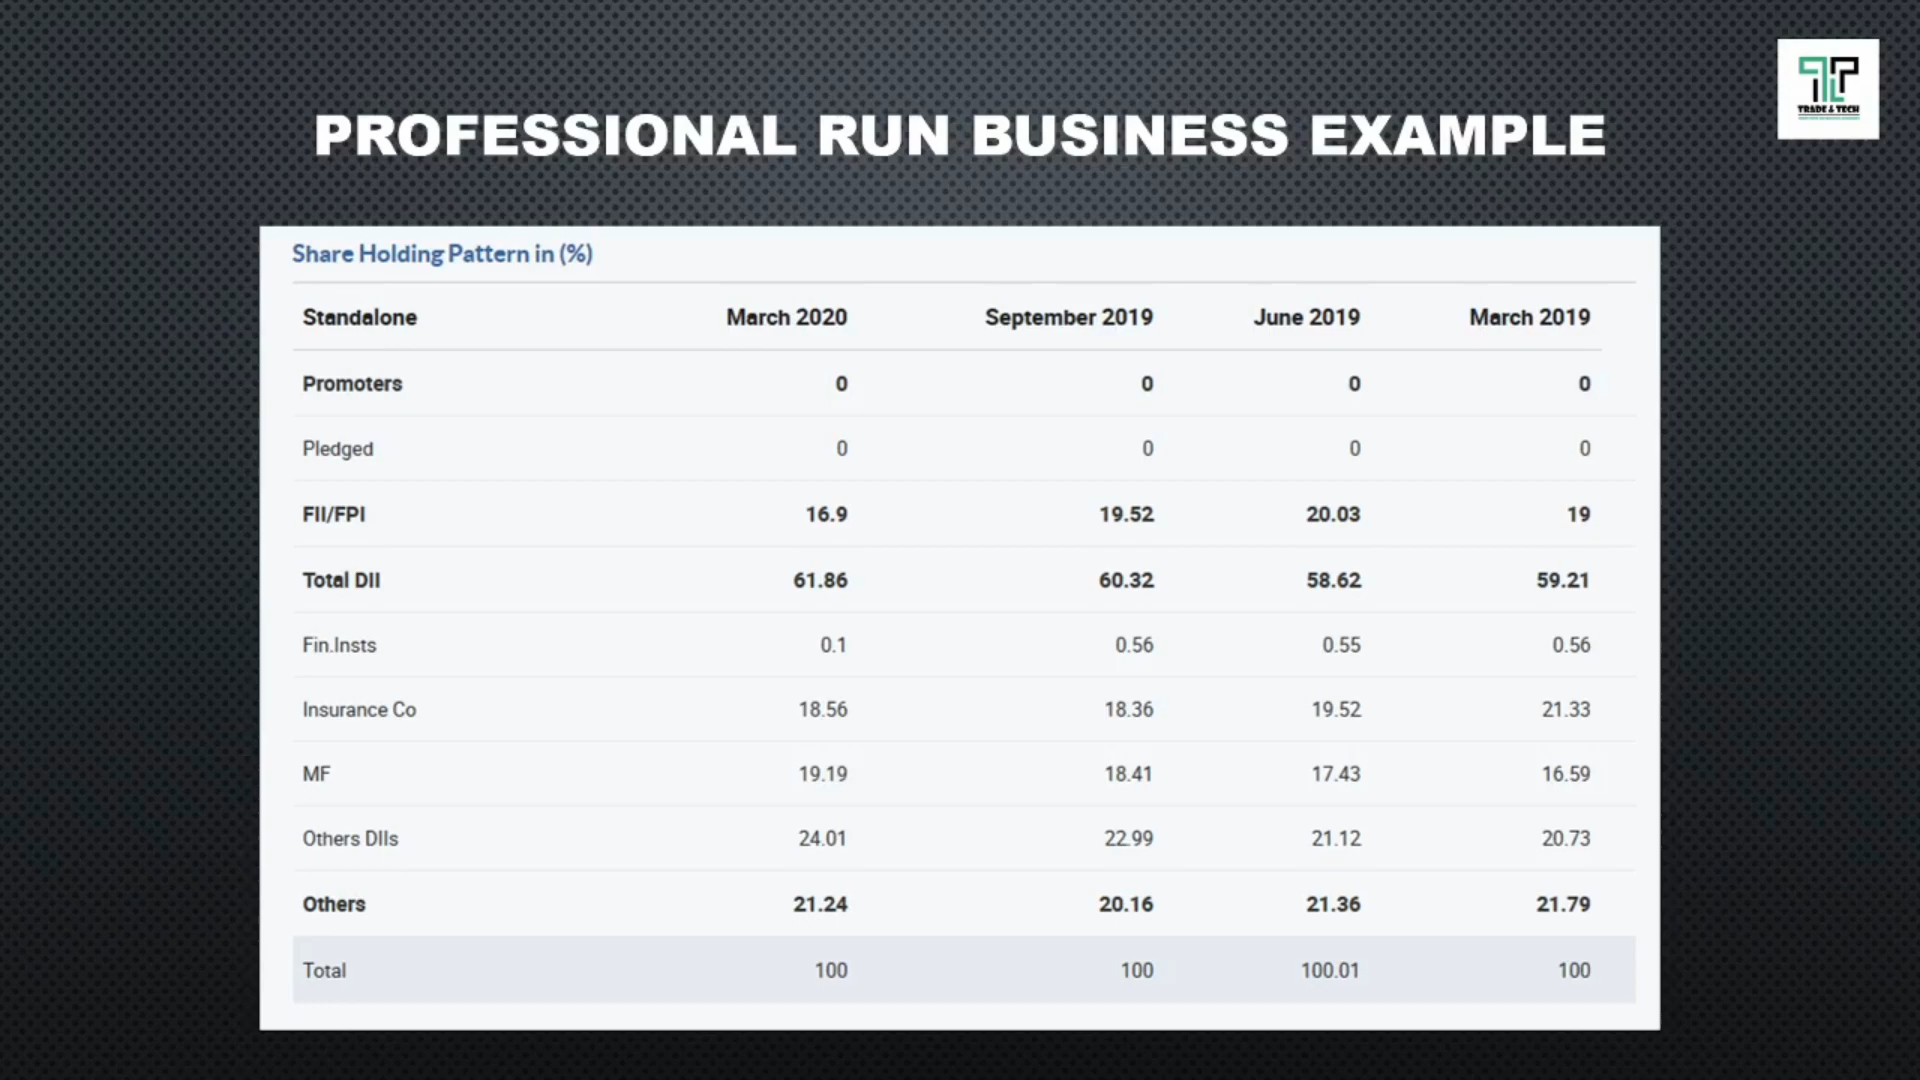 TRADE & TECH
PROFESSIONAL RUN BUSINESS EXAMPLE
Share Holding Pattern in (%)
Standalone March 2020 September 2019 June 2019 March 2019
Promoters 0 0 0 0
Pledged 0 0 0 0
FII/FPI 16.9 19.52 20.03 19
Total DII 61.86 60.32 58.62 59.21
Fin.Insts 0.1 0.56 0.55 0.56
Insurance Co 18.56 18.36 19.52 21.33
MF 19.19 18.41 17.43 16.59
Others DIIs 24.01 22.99 21.12 20.73
Others 21.24 20.16 21.36 21.79
Total 100 100 100.01 100